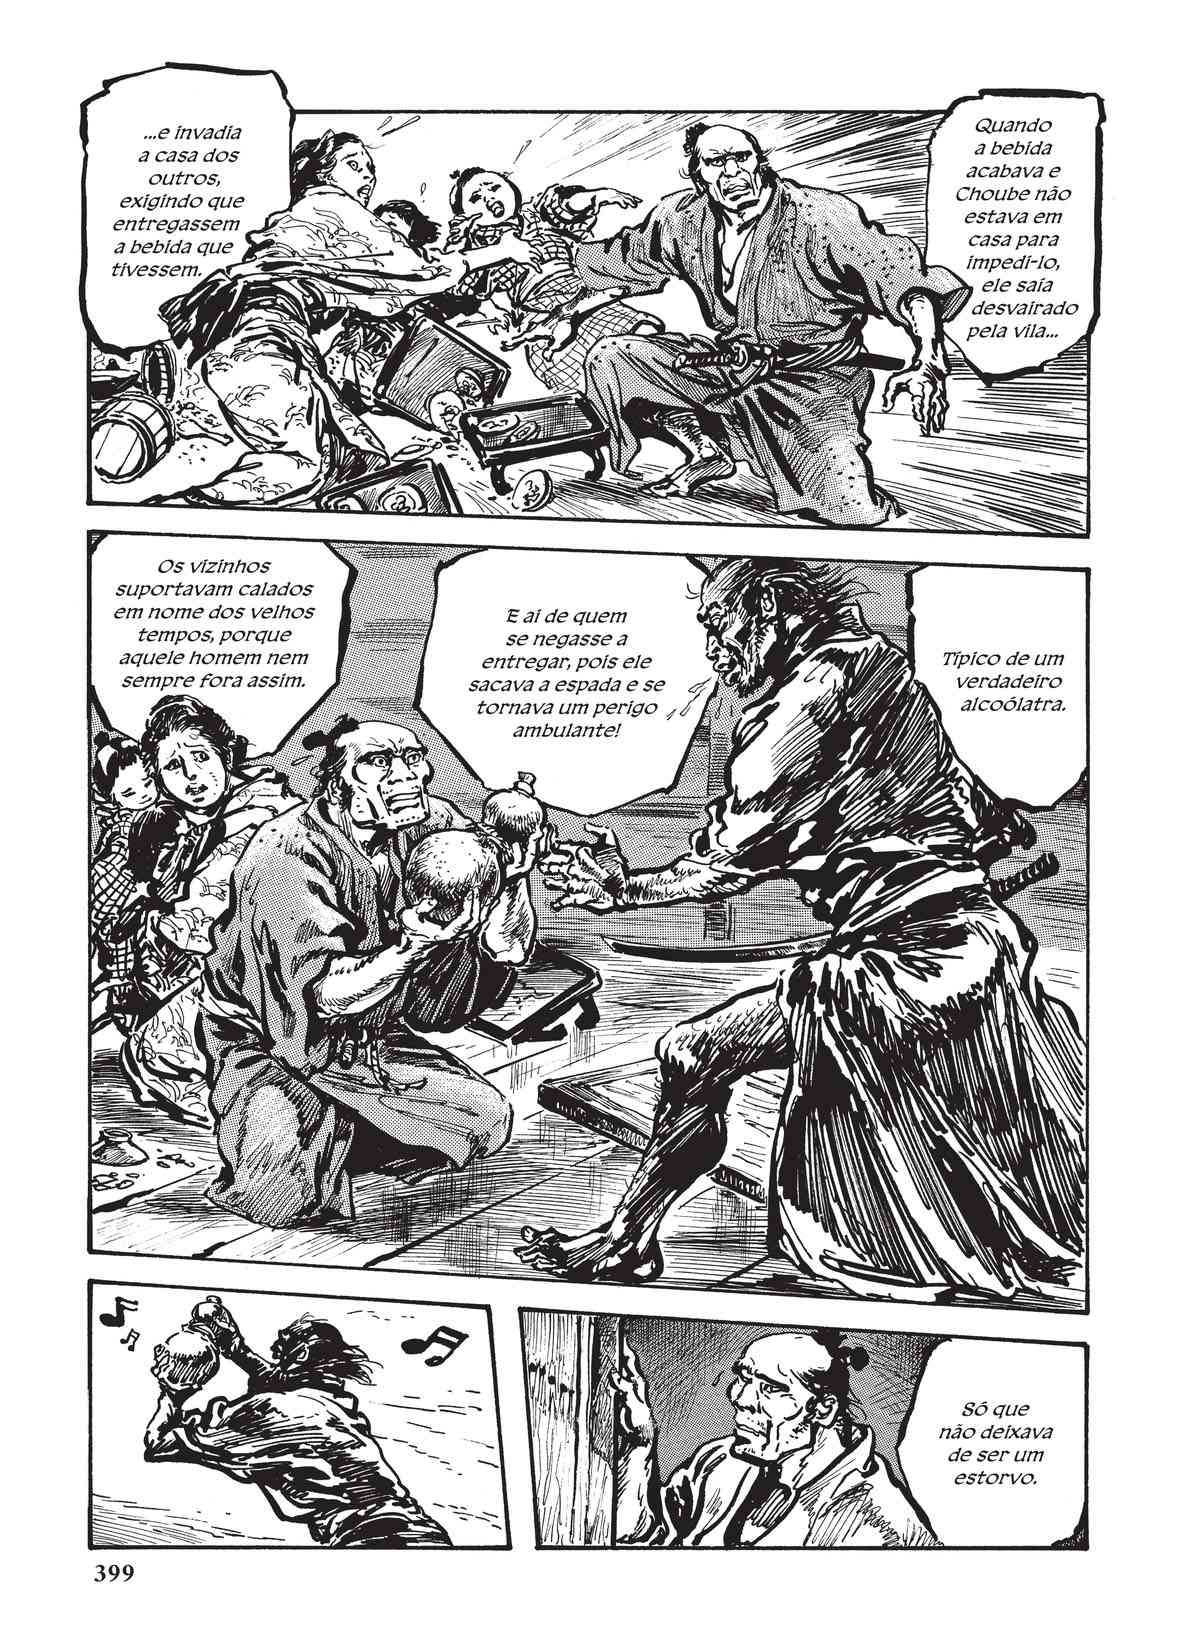 Quando
a bebida
acabava e
Choube não
estava em
casa para
impedi-lo,
ele saía
desvairado
pela vila...
...e invadia
a casa dos
outros,
exigindo que
entregassem
a bebida que
tivessem.
Típico de um
verdadeiro
alcoólatra.
E ai de quem
se negasse a
entregar, pois ele
sacava a espada e se
tornava um perigo
ambulante!
Os vizinhos
suportavam calados
em nome dos velhos
tempos, porque
aquele homem nem
sempre fora assim.
Só que
não deixava
de ser um
estorvo.
399